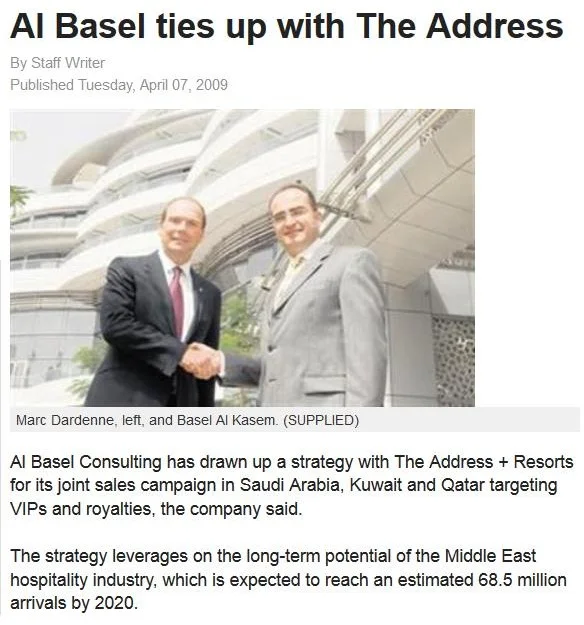 Al Basel ties up with The Address
By Staff Writer
Published Tuesday, April 07, 2009
Marc Dardenne, left, and Basel Al Kasem. (SUPPLIED)
Al Basel Consulting has drawn up a strategy with The Address + Resorts
for its joint sales campaign in Saudi Arabia, Kuwait and Qatar targeting
VIPs and royalties, the company said.
The strategy leverages on the long-term potential of the Middle East
hospitality industry, which is expected to reach an estimated 68.5 million
arrivals by 2020.